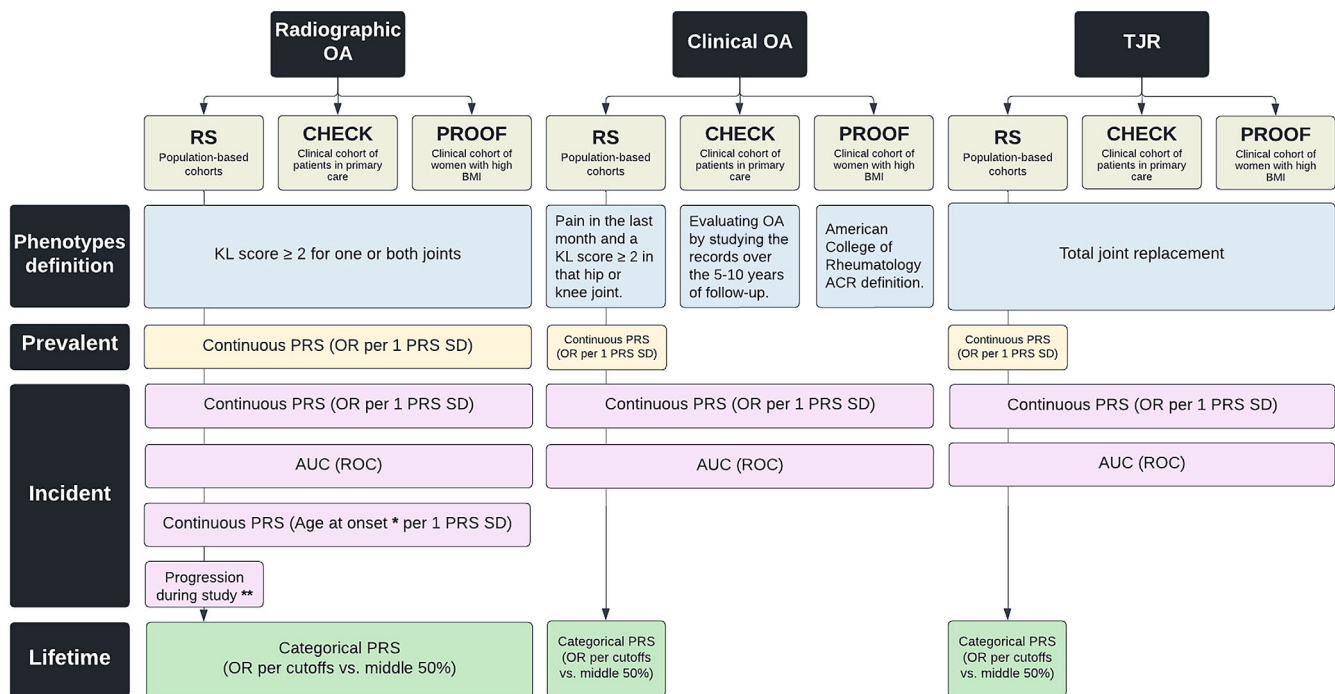 Radiographic
OA
Clinical OA
TJR
RS
Population-based
cohorts
CHECK
Clinical cohort of
patients in primary
care
PROOF
Clinical cohort of
women with high
BMI
RS
Population-based
cohorts
CHECK
Clinical cohort of
patients in primary
care
PROOF
Clinical cohort of
women with high
BMI
RS
Population-based
cohorts
CHECK
Clinical cohort of
patients in primary
care
PROOF
Clinical cohort of
women with high
BMI
Phenotypes
definition
KL score ≥ 2 for one or both joints
Pain in the last
month and a
KL score ≥ 2 in
that hip or
knee joint.
Evaluating OA
by studying the
records over
the 5-10 years
of follow-up.
American
College of
Rheumatology
ACR definition.
Total joint replacement
Prevalent
Continuous PRS (OR per 1 PRS SD)
Continuous PRS
(OR per 1 PRS SD)
Continuous PRS
(OR per 1 PRS SD)
Incident
Continuous PRS (OR per 1 PRS SD)
Continuous PRS (OR per 1 PRS SD)
Continuous PRS (OR per 1 PRS SD)
AUC (ROC)
AUC (ROC)
AUC (ROC)
Continuous PRS (Age at onset * per 1 PRS SD)
Progression
during study **
Lifetime
Categorical PRS
(OR per cutoffs vs. middle 50%)
Categorical PRS
(OR per cutoffs
vs. middle 50%)
Categorical PRS
(OR per cutoffs
vs. middle 50%)